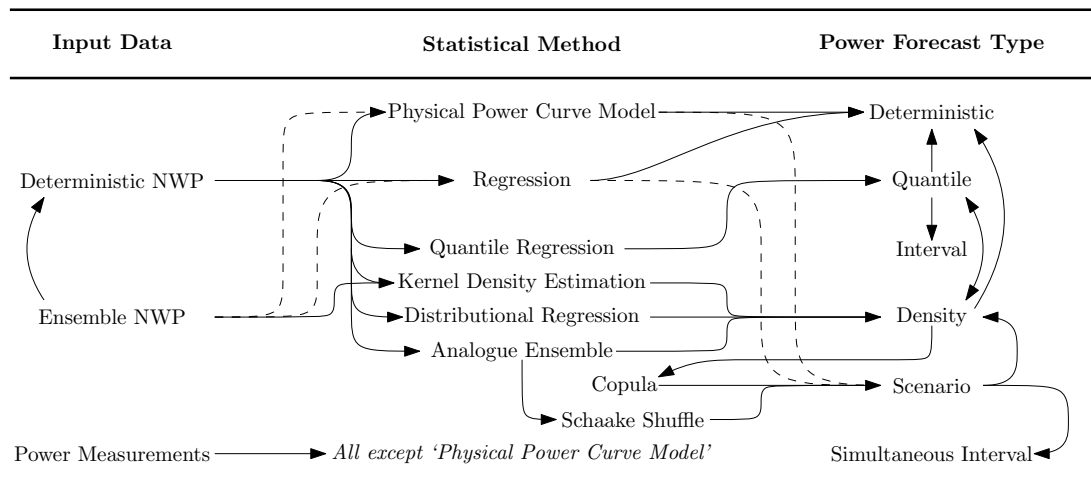 Input Data Statistical Method Power Forecast Type
Physical Power Curve Model Deterministic
Deterministic NWP Regression Quantile
Quantile Regression Interval
Kernel Density Estimation
Ensemble NWP Distributional Regression Density
Analogue Ensemble
Copula Scenario
Schaake Shuffle
Power Measurements All except ‘Physical Power Curve Model’ Simultaneous Interval